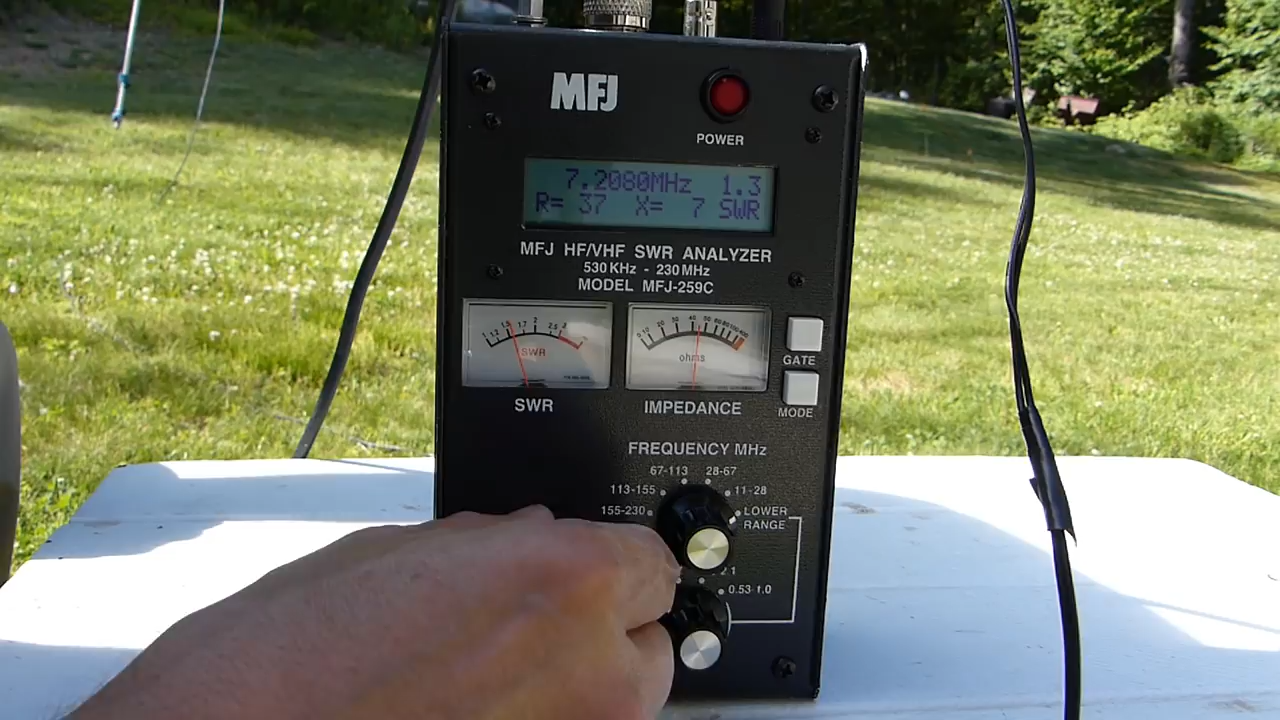 MFJ
POWER
7.2080MHz 1.3
R= 37 X= 7 SWR
MFJ HF/VHF SWR ANALYZER
530 KHz - 230 MHz
MODEL MFJ-259C
SWR
ohms
GATE
MODE
SWR
IMPEDANCE
FREQUENCY MHz
67-113 28-67
113-155 11-28
155-230 LOWER
RANGE
0.53-1.0